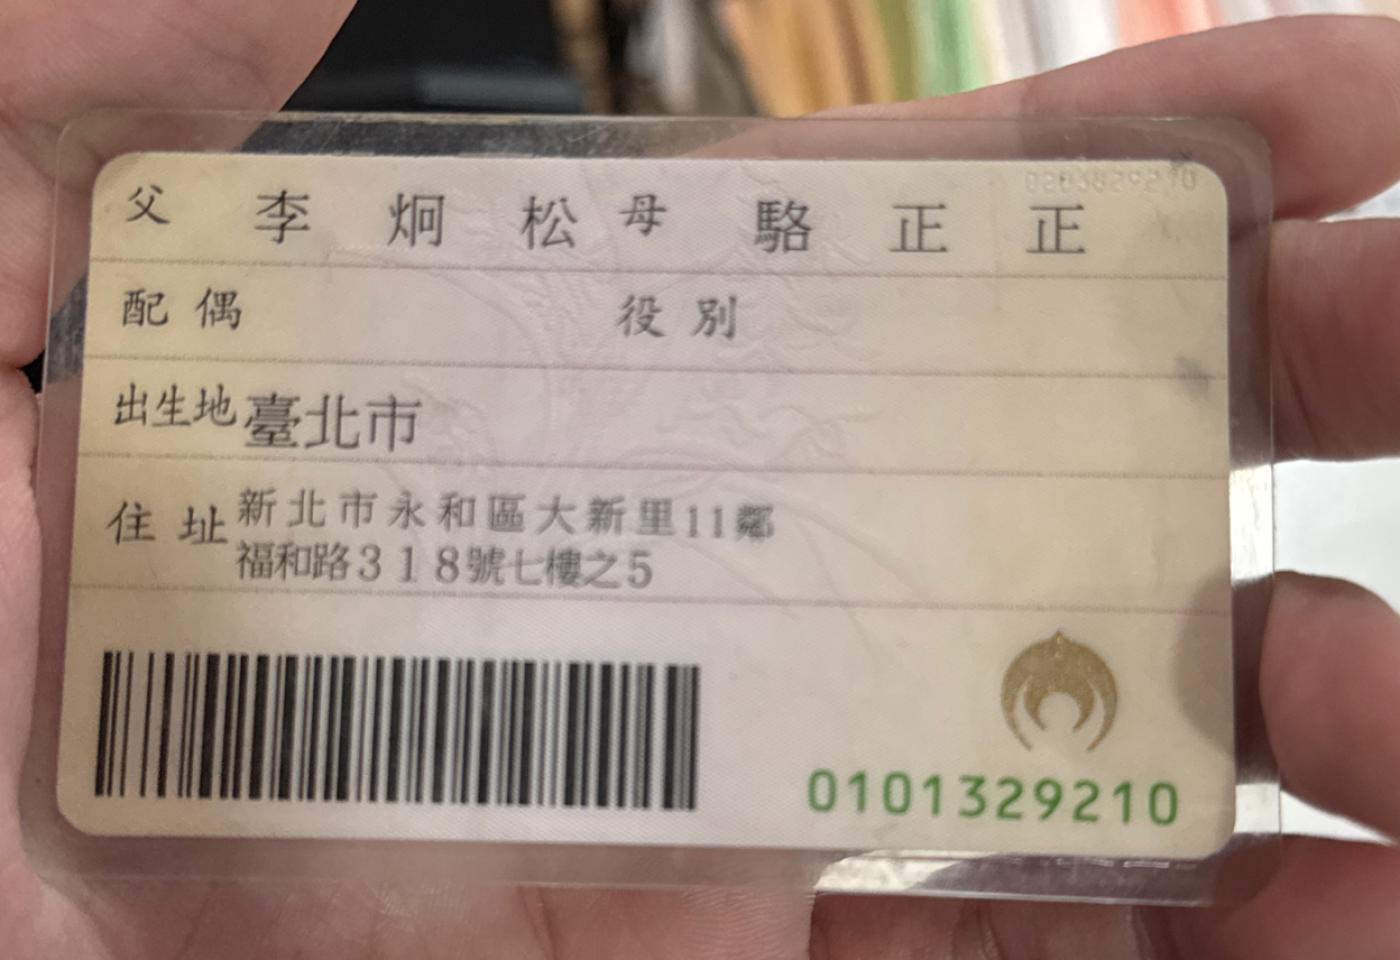 父 李炯松 母 駱正正
配偶 役別
出生地 臺北市
住址 新北市永和區大新里11鄰
福和路318號七樓之5
0101329210